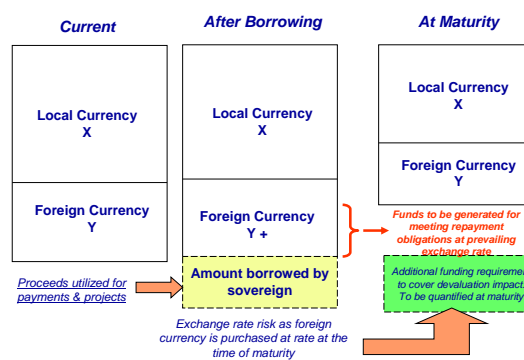 Current
After Borrowing
At Maturity
Local Currency
X
Local Currency
X
Local Currency
X
Foreign Currency
Y
Foreign Currency
Y +
Foreign Currency
Y
Funds to be generated for
meeting repayment
obligations at prevailing
exchange rate
Proceeds utilized for
payments & projects
Amount borrowed by
sovereign
Additional funding requirement
to cover devaluation impact.
To be quantified at maturity
Exchange rate risk as foreign
currency is purchased at rate at the
time of maturity